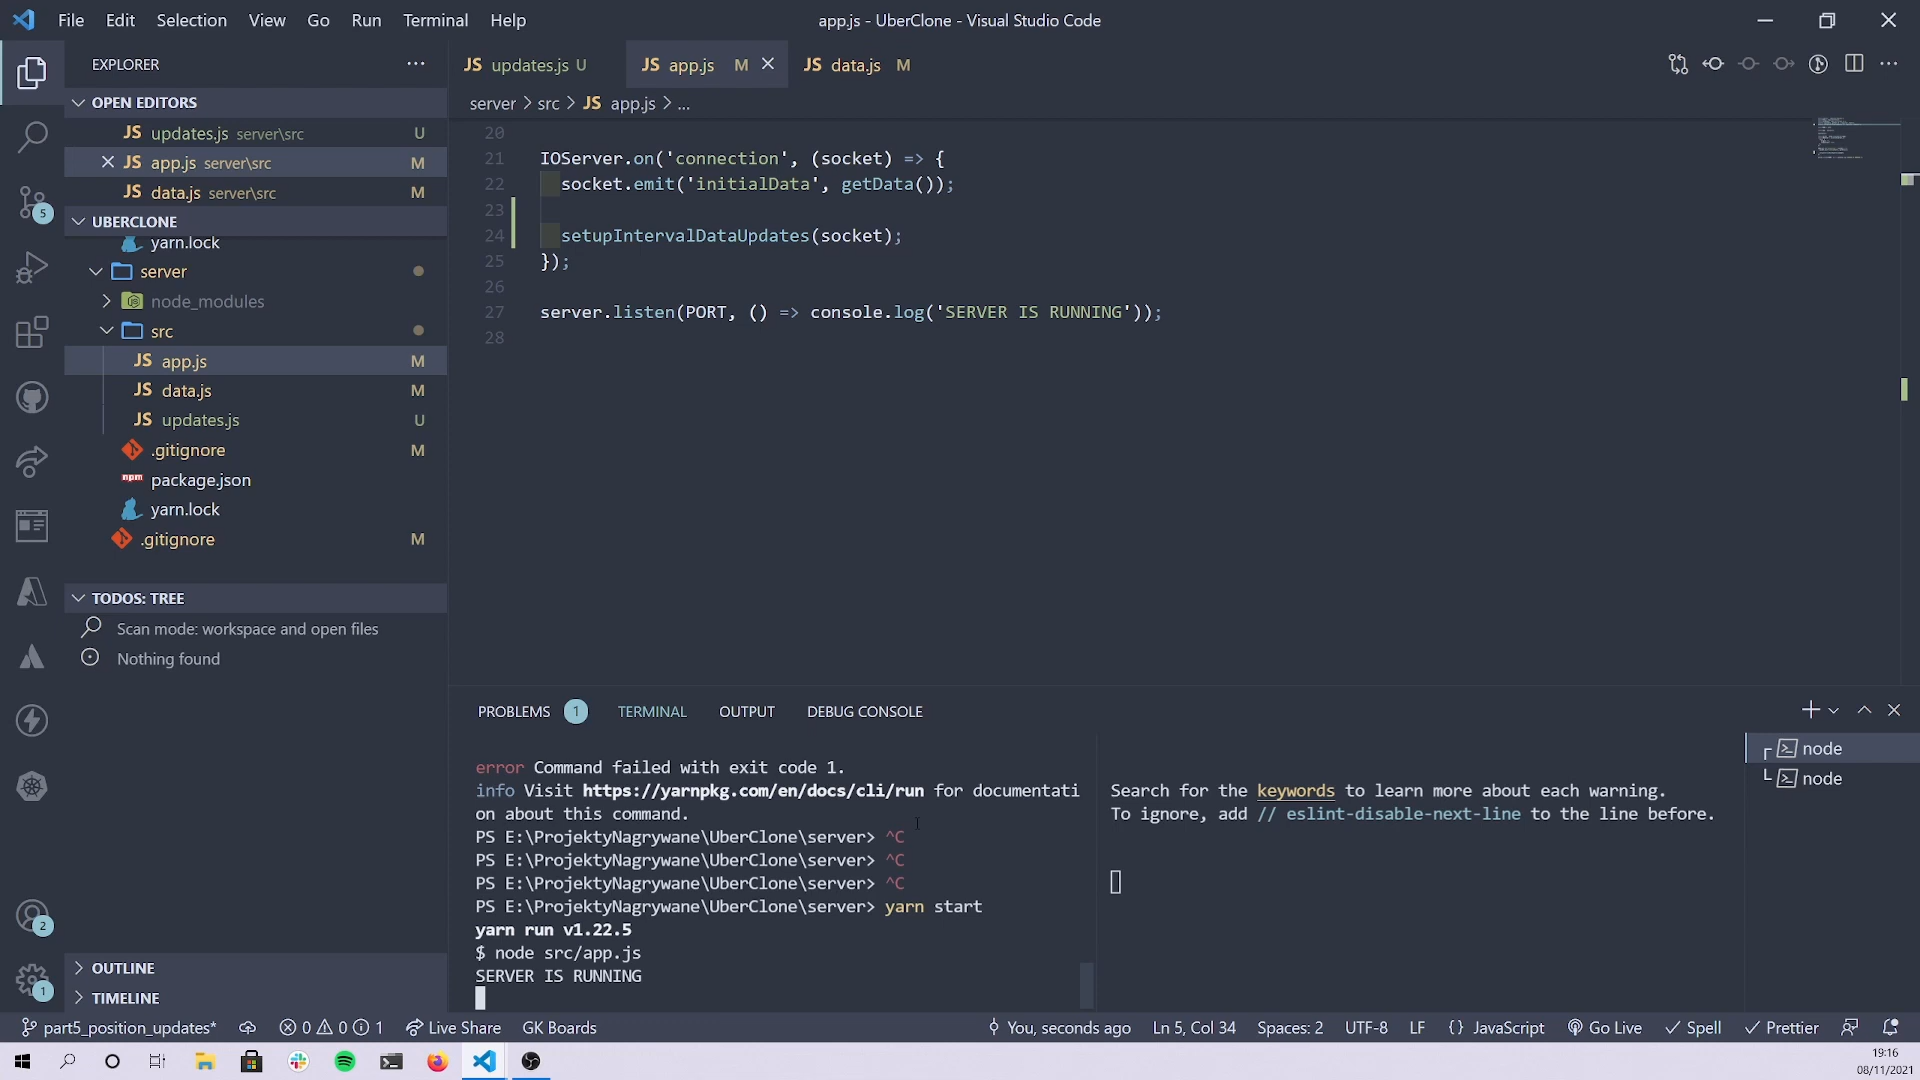 File Edit Selection View Go Run Terminal Help
app.js - UberClone - Visual Studio Code
EXPLORER
OPEN EDITORS
JS updates.js server\src U
JS app.js server\src M
JS data.js server\src M
UBERCLONE
yarn.lock
server
node_modules
src
JS app.js M
JS data.js M
JS updates.js U
.gitignore M
npm package.json
yarn.lock
.gitignore M
TODOS: TREE
Scan mode: workspace and open files
Nothing found
OUTLINE
TIMELINE
5
2
1
JS updates.js U
JS app.js M
JS data.js M
server > src > JS app.js > ...
20
21 IOServer.on('connection', (socket) => {
22 socket.emit('initialData', getData());
23
24 setupIntervalDataUpdates(socket);
25 });
26
27 server.listen(PORT, () => console.log('SERVER IS RUNNING'));
28
PROBLEMS 1 TERMINAL OUTPUT DEBUG CONSOLE
error Command failed with exit code 1.
info Visit https://yarnpkg.com/en/docs/cli/run for documentati
on about this command.
PS E:\ProjektyNagrywane\UberClone\server> ^C
PS E:\ProjektyNagrywane\UberClone\server> ^C
PS E:\ProjektyNagrywane\UberClone\server> ^C
PS E:\ProjektyNagrywane\UberClone\server> yarn start
yarn run v1.22.5
$ node src/app.js
SERVER IS RUNNING
Search for the keywords to learn more about each warning.
To ignore, add // eslint-disable-next-line to the line before.
node
node
part5_position_updates* 0 0 1 Live Share GK Boards You, seconds ago Ln 5, Col 34 Spaces: 2 UTF-8 LF {} JavaScript Go Live Spell Prettier
19:16
08/11/2021